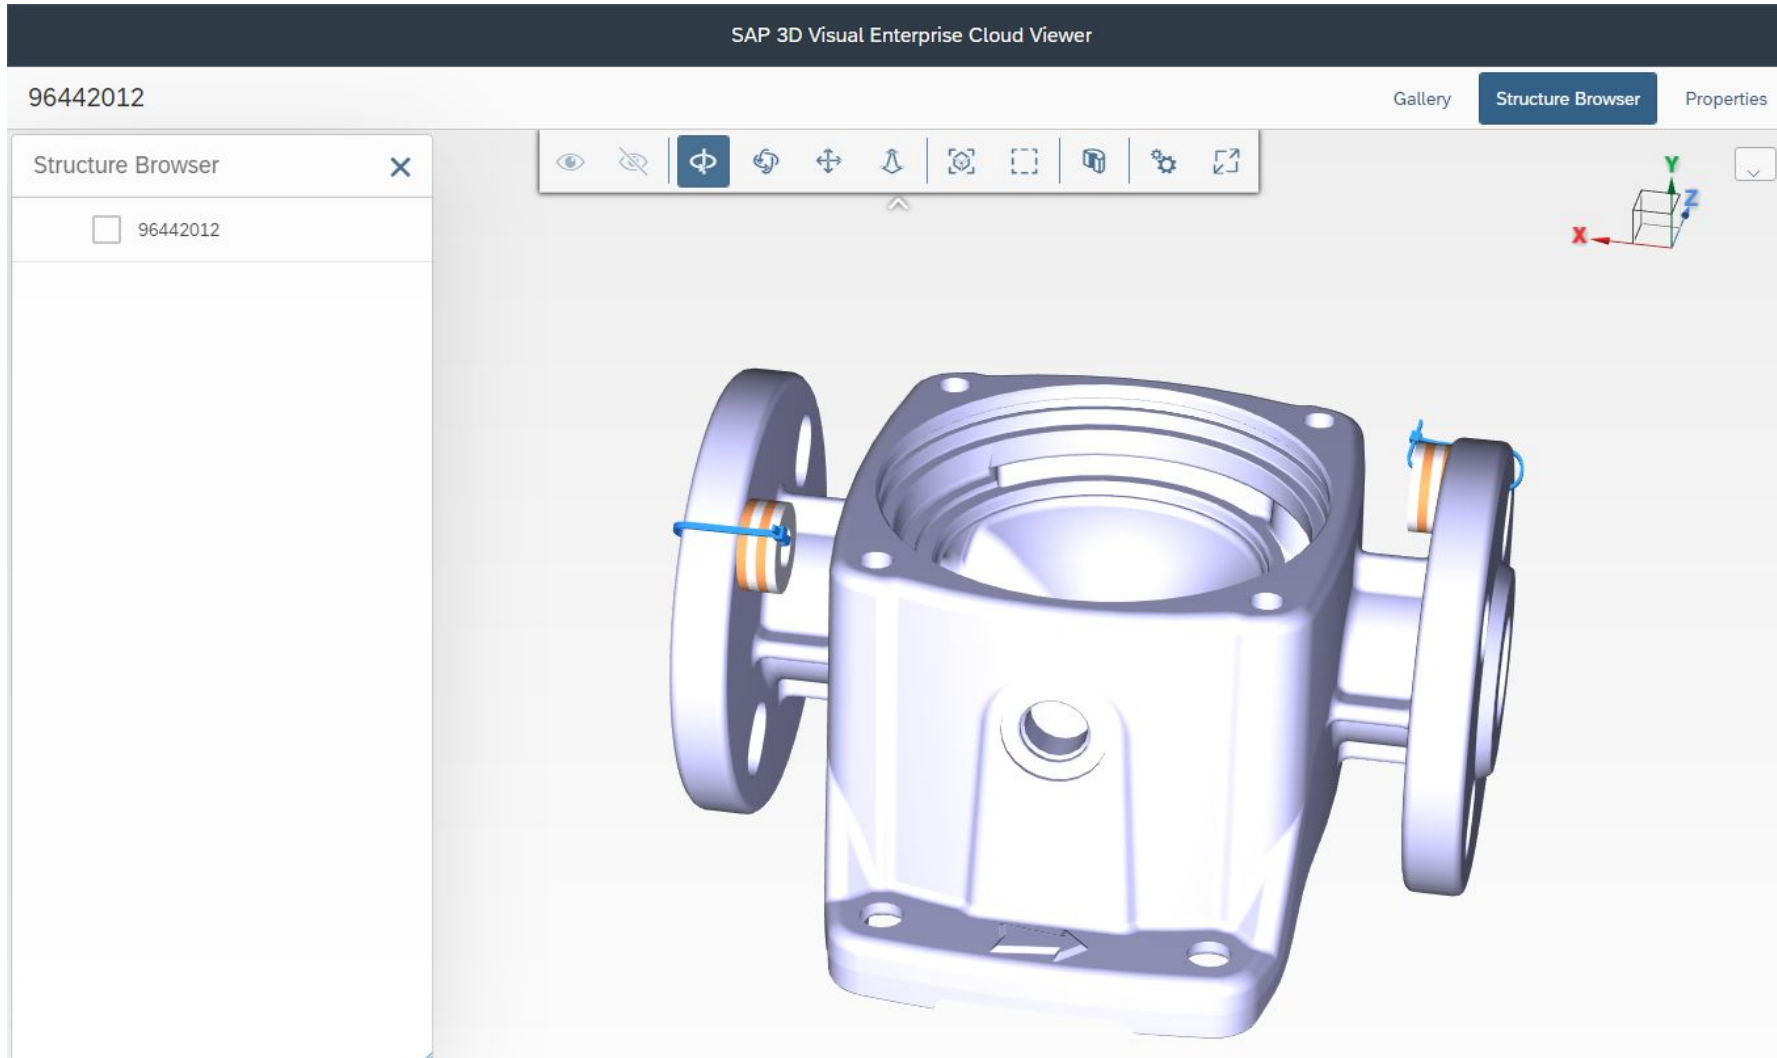 SAP 3D Visual Enterprise Cloud Viewer
96442012
Gallery
Structure Browser
Properties
Structure Browser
96442012
Y
Z
X